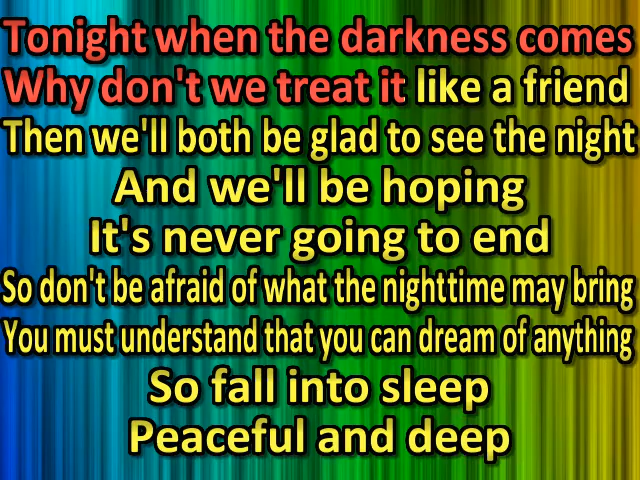 Tonight when the darkness comes
Why don't we treat it like a friend
Then we'll both be glad to see the night
And we'll be hoping
It's never going to end
So don't be afraid of what the nighttime may bring
You must understand that you can dream of anything
So fall into sleep
Peaceful and deep